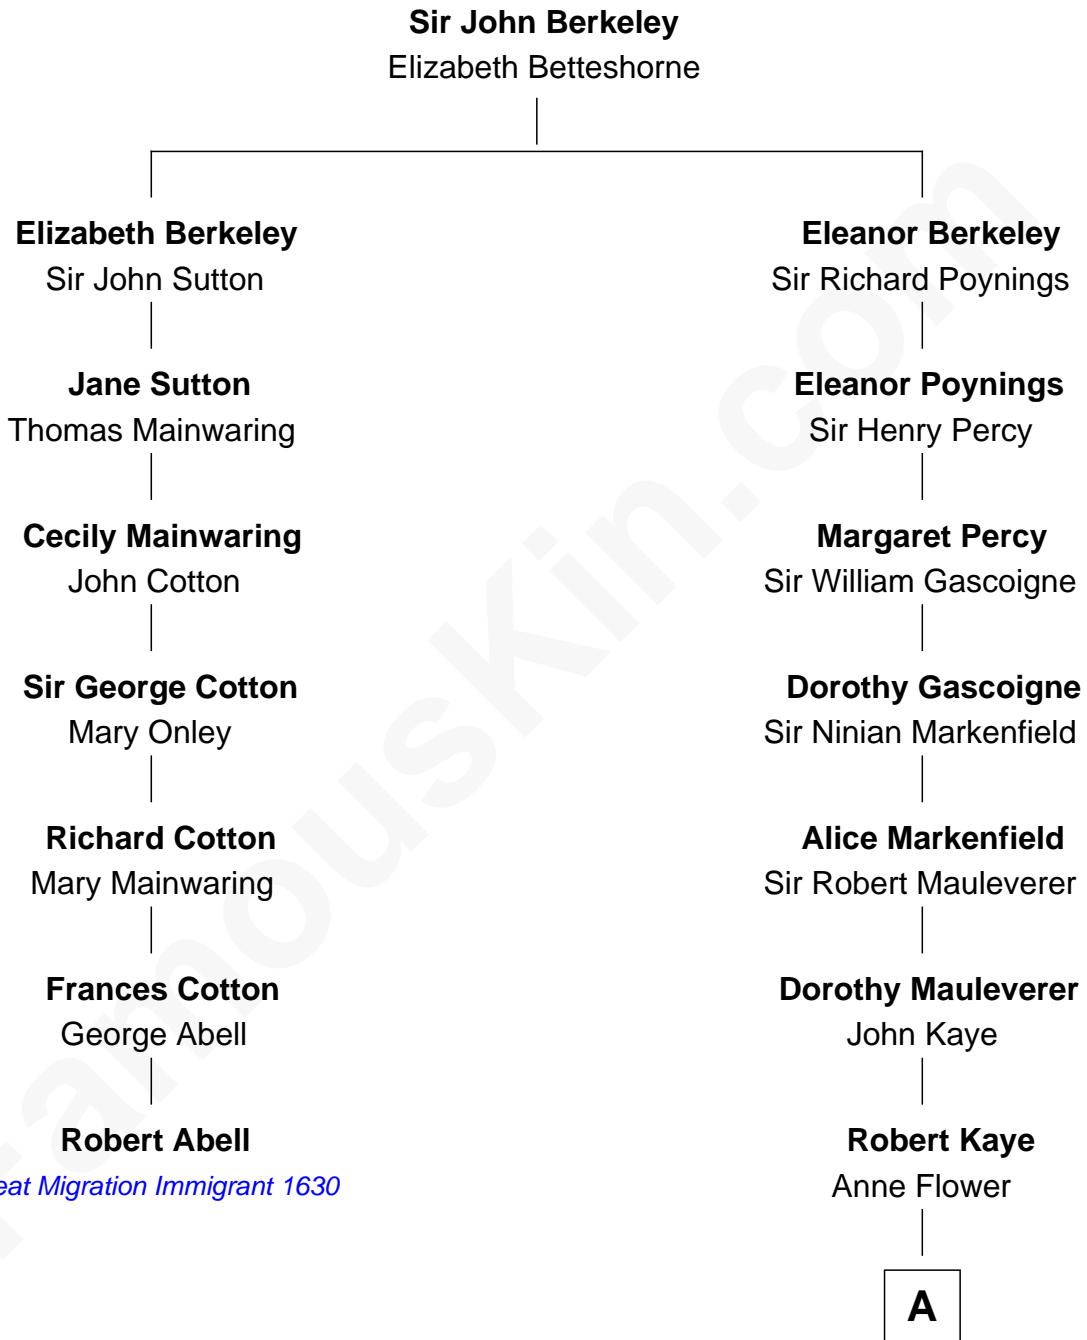 Sir John Berkeley
Elizabeth Betteshorne
Elizabeth Berkeley
Sir John Sutton
Jane Sutton
Thomas Mainwaring
Cecily Mainwaring
John Cotton
Sir George Cotton
Mary Onley
Richard Cotton
Mary Mainwaring
Frances Cotton
George Abell
Robert Abell
eat Migration Immigrant 1630
Eleanor Berkeley
Sir Richard Poynings
Eleanor Poynings
Sir Henry Percy
Margaret Percy
Sir William Gascoigne
Dorothy Gascoigne
Sir Ninian Markenfield
Alice Markenfield
Sir Robert Mauleverer
Dorothy Mauleverer
John Kaye
Robert Kaye
Anne Flower
A
FamousKin.com